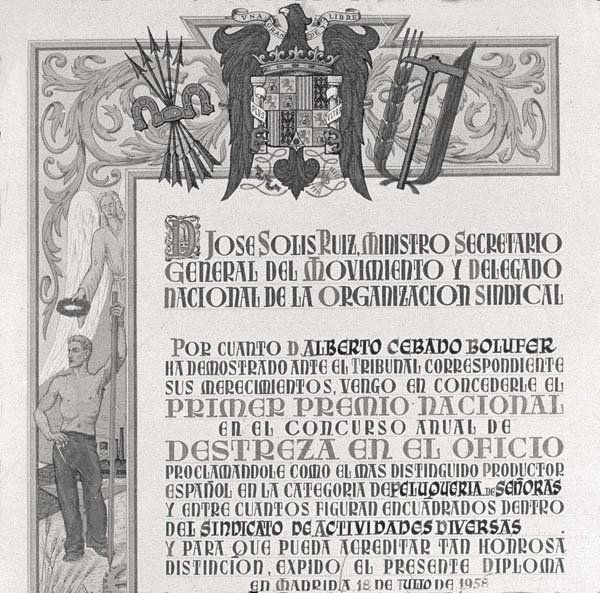 UNA GRANDE LIBRE
PLUS ULTRA
D. JOSE SOLIS RUIZ, MINISTRO SECRETARIO
GENERAL DEL MOVIMIENTO Y DELEGADO
NACIONAL DE LA ORGANIZACION SINDICAL
POR CUANTO D. ALBERTO CEBADO BOLUFER
HA DEMOSTRADO ANTE EL TRIBUNAL CORRESPONDIENTE
SUS MERECIMIENTOS, VENGO EN CONCEDERLE EL
PRIMER PREMIO NACIONAL
EN EL CONCURSO ANUAL DE
DESTREZA EN EL OFICIO
PROCLAMANDOLE COMO EL MAS DISTINGUIDO PRODUCTOR
ESPAÑOL EN LA CATEGORIA DE PELUQUERIA DE SEÑORAS
Y ENTRE CUANTOS FIGURAN ENCUADRADOS DENTRO
DEL SINDICATO DE ACTIVIDADES DIVERSAS
Y PARA QUE PUEDA ACREDITAR TAN HONROSA
DISTINCION, EXPIDO EL PRESENTE DIPLOMA
EN MADRID, A 18 DE JULIO DE 1958